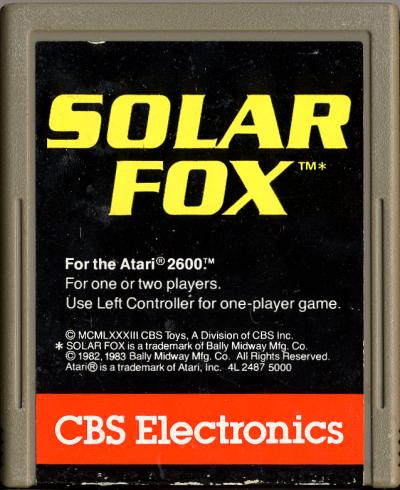 SOLAR
FOX™*
For the Atari® 2600.™
For one or two players.
Use Left Controller for one-player game.
© MCMLXXXIII CBS Toys, A Division of CBS Inc.
* SOLAR FOX is a trademark of Bally Midway Mfg. Co.
© 1982, 1983 Bally Midway Mfg. Co. All Rights Reserved.
Atari® is a trademark of Atari, Inc. 4L 2487 5000
CBS Electronics